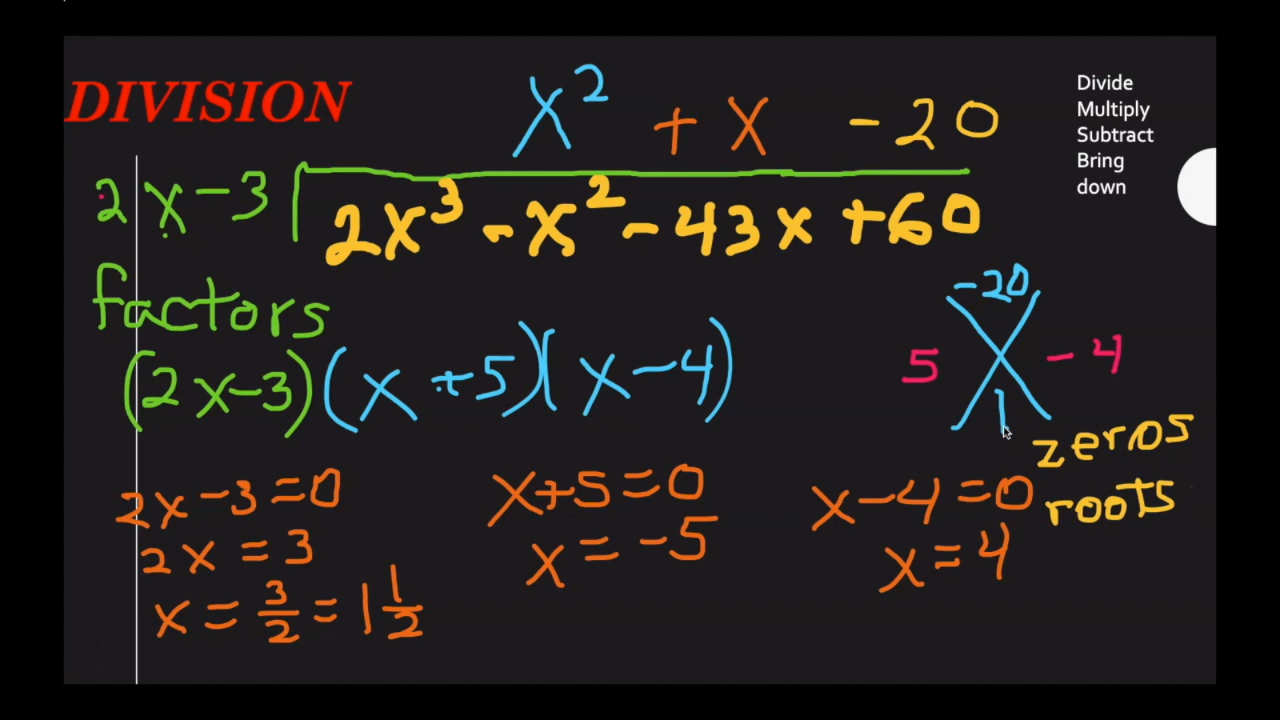 DIVISION
x² + x - 20
2x-3 2x³ - x² - 43x + 60
Divide
Multiply
Subtract
Bring
down
factors
(2x-3)(x+5)(x-4)
-20
5 -4
1
zeros
roots
2x-3=0
2x=3
x=3/2=1 1/2
x+5=0
x=-5
x-4=0
x=4